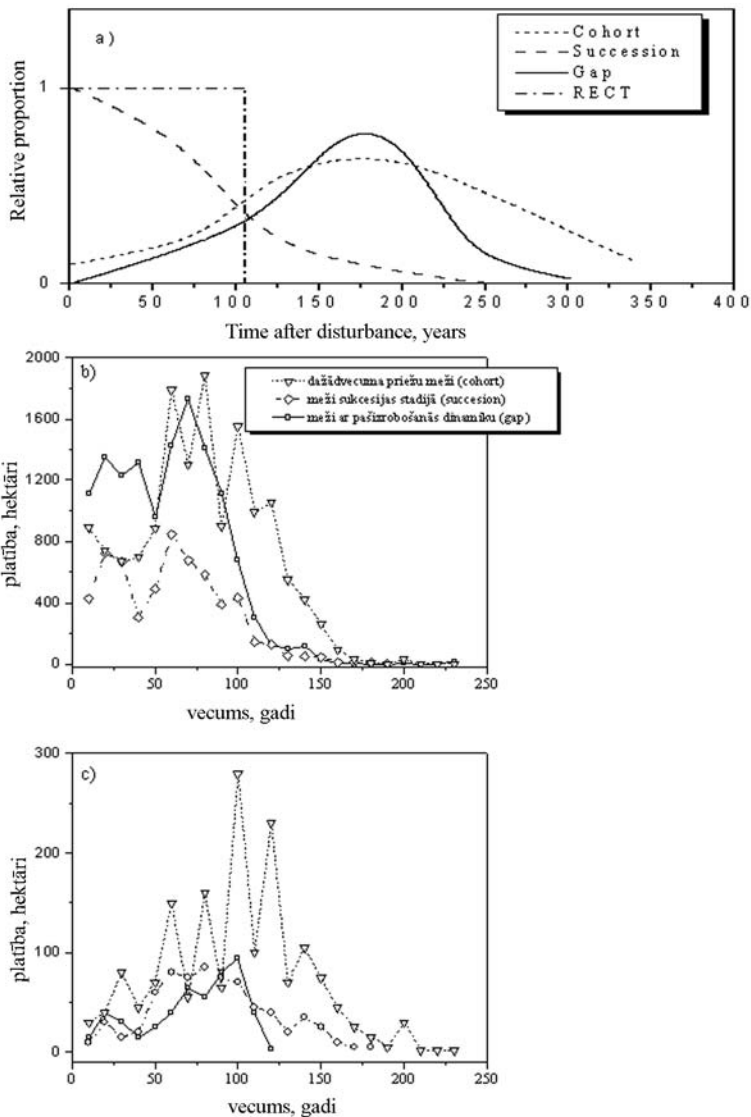 a )
Cohort
Succession
Gap
RECT
Relative proportion
1
0
0 50 100 150 200 250 300 350 400
Time after disturbance, years
b)
dažādvecuma priežu meži (cohort)
meži sukcesijas stadijā (succesion)
meži ar pašizrobošanās dinamiku (gap)
platība, hektāri
2000
1600
1200
800
400
0
0 50 100 150 200 250
vecums, gadi
c)
platība, hektāri
300
200
100
0
0 50 100 150 200 250
vecums, gadi